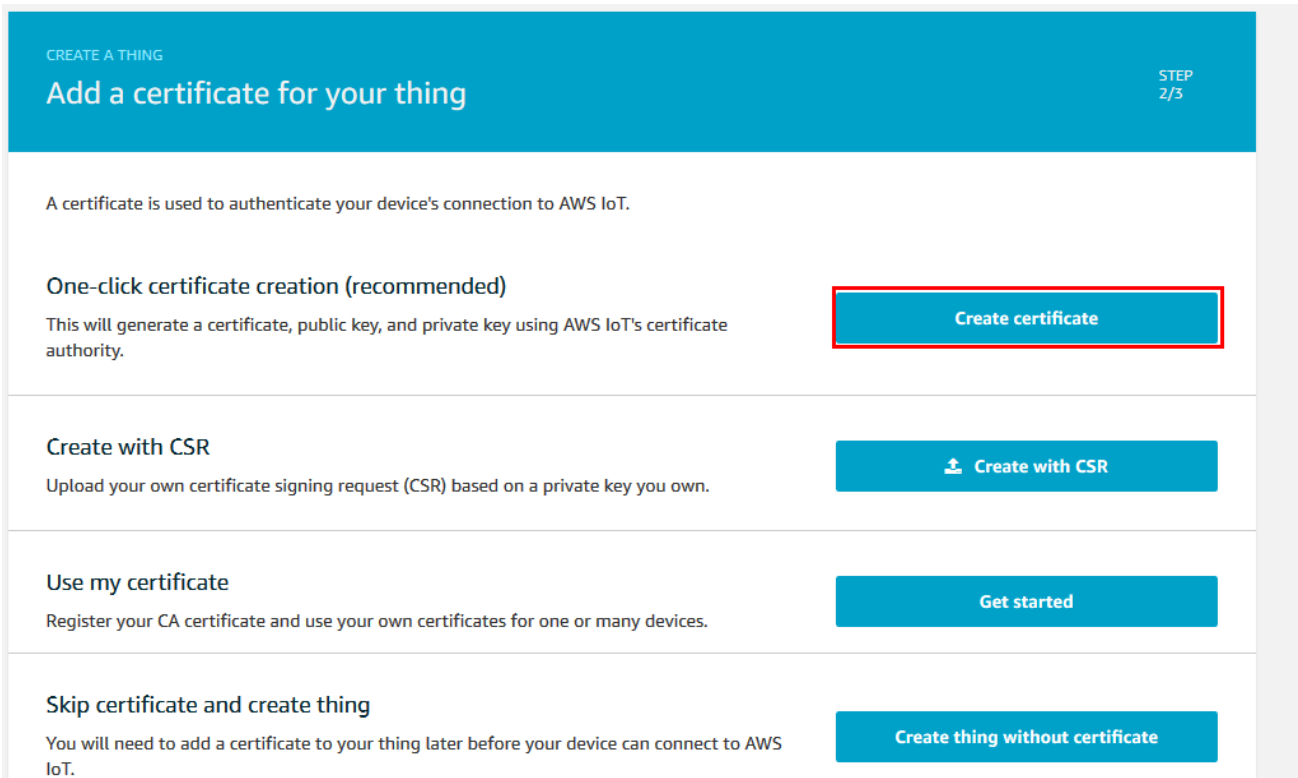 CREATE A THING
Add a certificate for your thing
STEP
2/3
A certificate is used to authenticate your device's connection to AWS IoT.
One-click certificate creation (recommended)
This will generate a certificate, public key, and private key using AWS IoT's certificate
authority.
Create certificate
Create with CSR
Upload your own certificate signing request (CSR) based on a private key you own.
Create with CSR
Use my certificate
Register your CA certificate and use your own certificates for one or many devices.
Get started
Skip certificate and create thing
You will need to add a certificate to your thing later before your device can connect to AWS
IoT.
Create thing without certificate